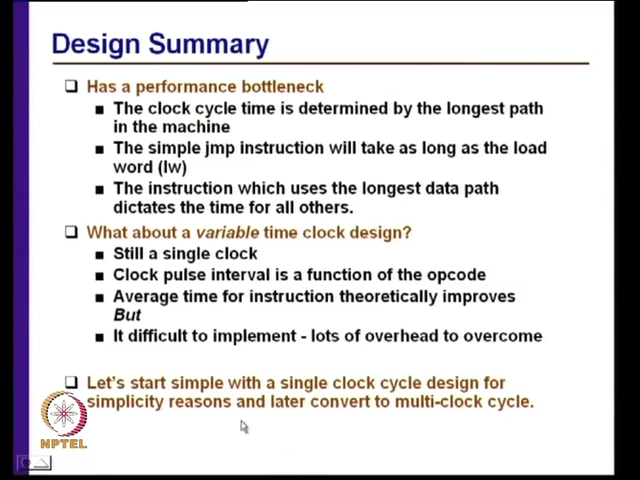 Design Summary
Has a performance bottleneck
The clock cycle time is determined by the longest path
in the machine
The simple jmp instruction will take as long as the load
word (lw)
The instruction which uses the longest data path
dictates the time for all others.
What about a variable time clock design?
Still a single clock
Clock pulse interval is a function of the opcode
Average time for instruction theoretically improves
But
It difficult to implement - lots of overhead to overcome
Let's start simple with a single clock cycle design for
simplicity reasons and later convert to multi-clock cycle.
NPTEL